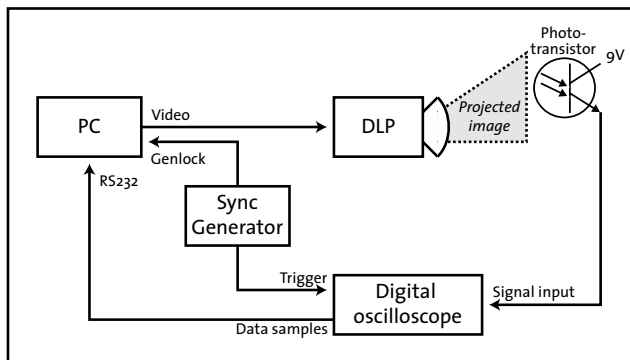 Photo-
transistor
9V
PC
Video
DLP
Projected
image
Genlock
RS232
Sync
Generator
Trigger
Digital
oscilloscope
Signal input
Data samples